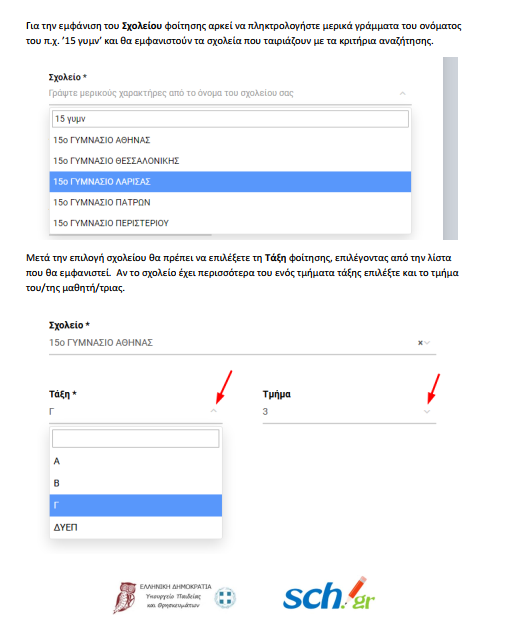 Για την εμφάνιση του Σχολείου φοίτησης αρκεί να πληκτρολογήστε μερικά γράμματα του ονόματος
του π.χ. ‘15 γυμν’ και θα εμφανιστούν τα σχολεία που ταιριάζουν με τα κριτήρια αναζήτησης.
Σχολείο *
Γράψτε μερικούς χαρακτήρες από το όνομα του σχολείου σας
15 γυμν
15ο ΓΥΜΝΑΣΙΟ ΑΘΗΝΑΣ
15ο ΓΥΜΝΑΣΙΟ ΘΕΣΣΑΛΟΝΙΚΗΣ
15ο ΓΥΜΝΑΣΙΟ ΛΑΡΙΣΑΣ
15ο ΓΥΜΝΑΣΙΟ ΠΑΤΡΩΝ
15ο ΓΥΜΝΑΣΙΟ ΠΕΡΙΣΤΕΡΙΟΥ
Μετά την επιλογή σχολείου θα πρέπει να επιλέξετε τη Τάξη φοίτησης, επιλέγοντας από την λίστα
που θα εμφανιστεί. Αν το σχολείο έχει περισσότερα του ενός τμήματα τάξης επιλέξτε και το τμήμα
του/της μαθητή/τριας.
Σχολείο *
15ο ΓΥΜΝΑΣΙΟ ΑΘΗΝΑΣ ×
Τάξη * Τμήμα
Γ 3
Α
Β
Γ
ΔΥΕΠ
ΕΛΛΗΝΙΚΗ ΔΗΜΟΚΡΑΤΙΑ
Υπουργείο Παιδείας
και Θρησκευμάτων
sch.gr